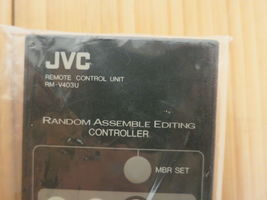 JVC
REMOTE CONTROL UNIT
RM-V403U
RANDOM ASSEMBLE EDITING
CONTROLLER
MBR SET